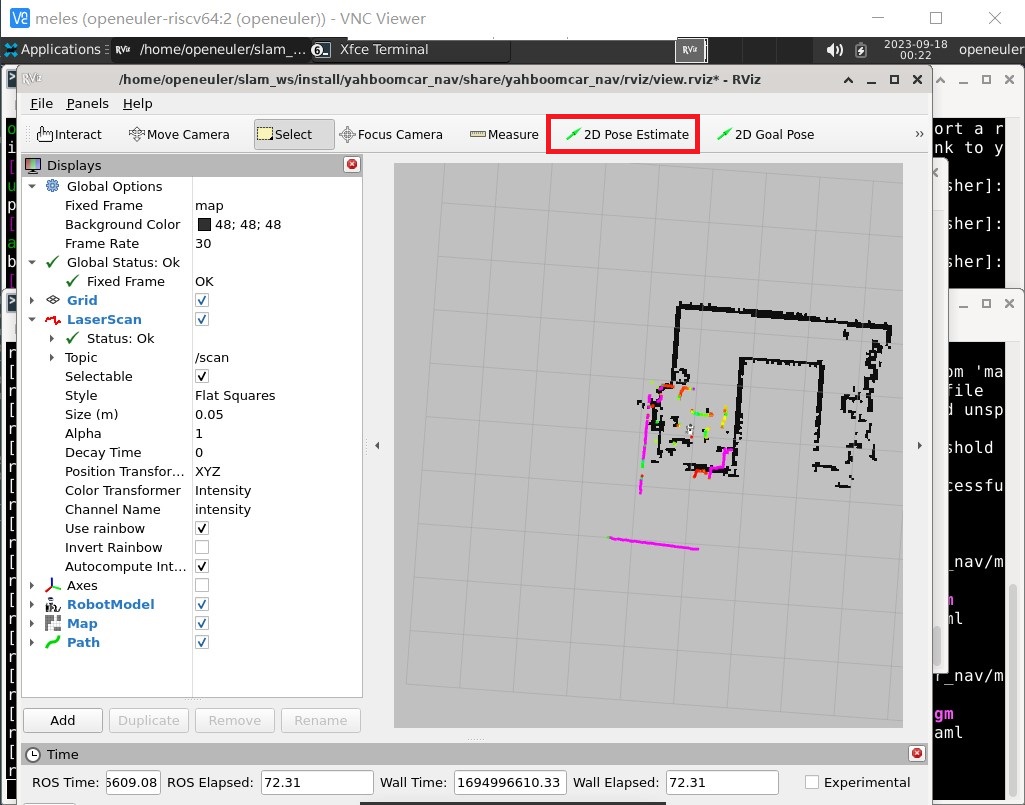 meles (openeuler-riscv64:2 (openeuler)) - VNC Viewer
Applications /home/openeuler/slam_... Xfce Terminal RViz 2023-09-18 openeuler
00:22
/home/openeuler/slam_ws/install/yahboomcar_nav/share/yahboomcar_nav/rviz/view.rviz* - RViz
File Panels Help
Interact Move Camera Select Focus Camera Measure 2D Pose Estimate 2D Goal Pose »
Displays
Global Options
Fixed Frame map
Background Color 48; 48; 48
Frame Rate 30
Global Status: Ok
Fixed Frame OK
Grid
LaserScan
Status: Ok
Topic /scan
Selectable
Style Flat Squares
Size (m) 0.05
Alpha 1
Decay Time 0
Position Transfor... XYZ
Color Transformer Intensity
Channel Name intensity
Use rainbow
Invert Rainbow
Autocompute Int...
Axes
RobotModel
Map
Path
Add Duplicate Remove Rename
Time
ROS Time: 5609.08 ROS Elapsed: 72.31 Wall Time: 1694996610.33 Wall Elapsed: 72.31 Experimental
ort a r
nk to y
sher]:
sher]:
sher]:
om 'ma
file
d unsp
shold
cessfu
_nav/m
ml
r_nav/m
gm
aml